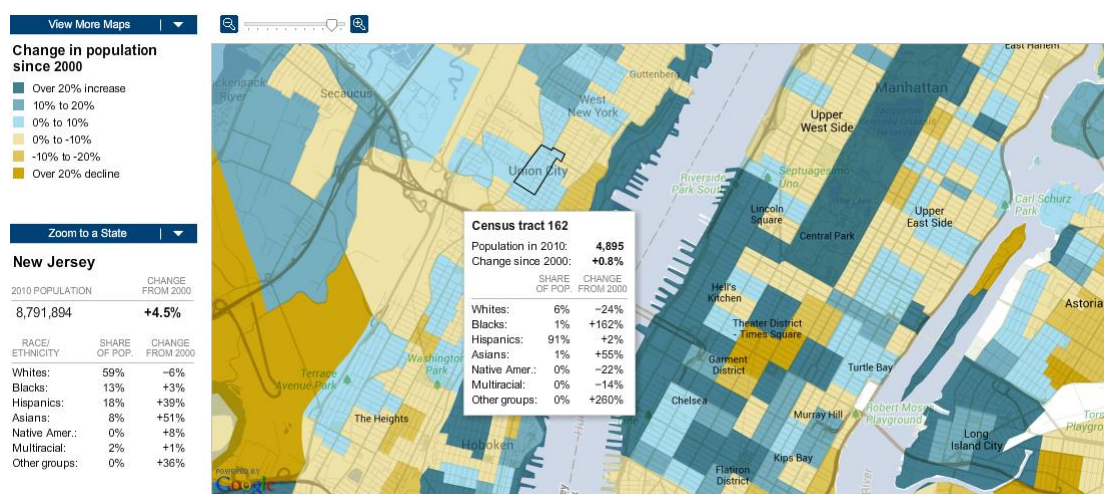 View More Maps
Change in population
since 2000
Over 20% increase
10% to 20%
0% to 10%
0% to -10%
-10% to -20%
Over 20% decline
Zoom to a State
New Jersey
2010 POPULATION
CHANGE
FROM 2000
8,791,894 +4.5%
RACE/
ETHNICITY
SHARE
OF POP.
CHANGE
FROM 2000
Whites: 59% −6%
Blacks: 13% +3%
Hispanics: 18% +39%
Asians: 8% +51%
Native Amer.: 0% +8%
Multiracial: 2% +1%
Other groups: 0% +36%
East Harlem
Guttenberg
Manhattan
Secaucus
River
West
New York
Upper
West Side
Union City
Riverside
Park South
Septuagesimo
Uno
Carl Schurz
Park
Lincoln
Square
Upper
East Side
Central Park
Census tract 162
Population in 2010: 4,895
Change since 2000: +0.8%
SHARE
OF POP.
CHANGE
FROM 2000
Whites: 6% −24%
Blacks: 1% +162%
Hispanics: 91% +2%
Asians: 1% +55%
Native Amer.: 0% −22%
Multiracial: 0% −14%
Other groups: 0% +260%
Hell's
Kitchen
Astoria
Theater District
- Times Square
Garment
District
Turtle Bay
Washington
Park
Terrace
Avenue Park
The Heights
Chelsea
Murray Hill
Robert Moses
Playground
Hoboken
Long
Island City
Kips Bay
Flatiron
District
River
POWERED BY
Google